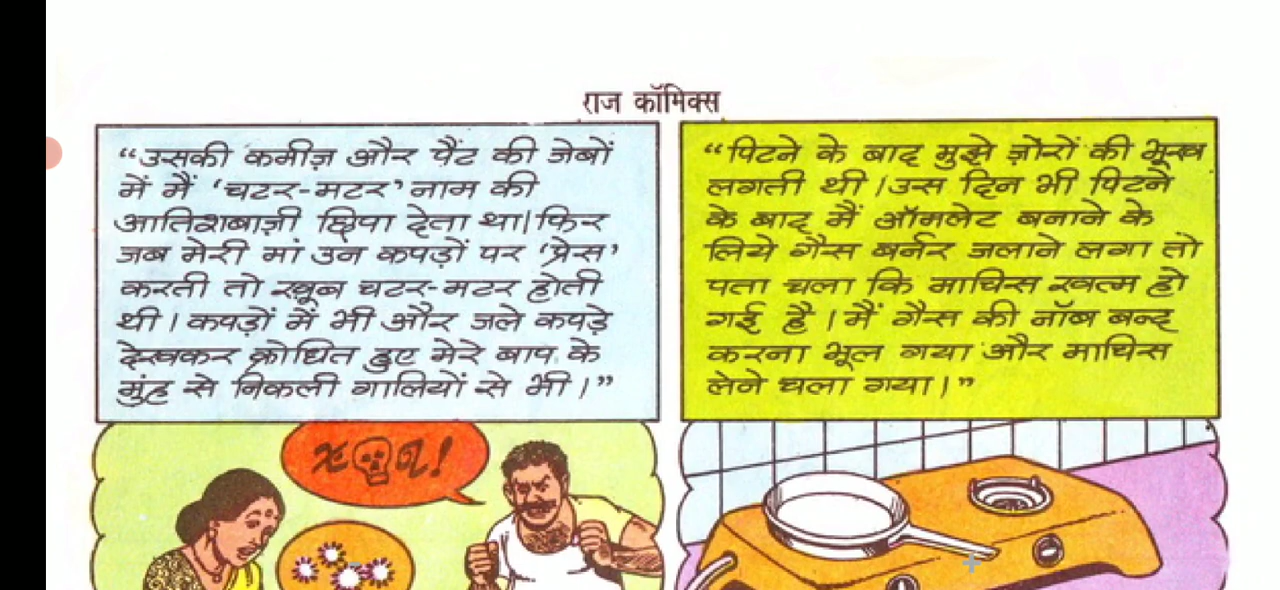 राज कॉमिक्स
“उसकी कमीज़ और पैंट की जेबों
में मैं ‘चटर-मटर’ नाम की
आतिशबाज़ी छिपा देता था। फिर
जब मेरी मां उन कपड़ों पर ‘प्रेस’
करती तो खूब चटर-मटर होती
थी। कपड़ों में भी और जले कपड़े
देखकर क्रोधित हुए मेरे बाप के
मुंह से निकली गालियों से भी।”
“पिटने के बाद मुझे ज़ोरों की भूख
लगती थी। उस दिन भी पिटने
के बाद मैं ऑमलेट बनाने के
लिये गैस बर्नर जलाने लगा तो
पता चला कि माचिस खत्म हो
गई है। मैं गैस की नॉब बन्द
करना भूल गया और माचिस
लेने चला गया।”